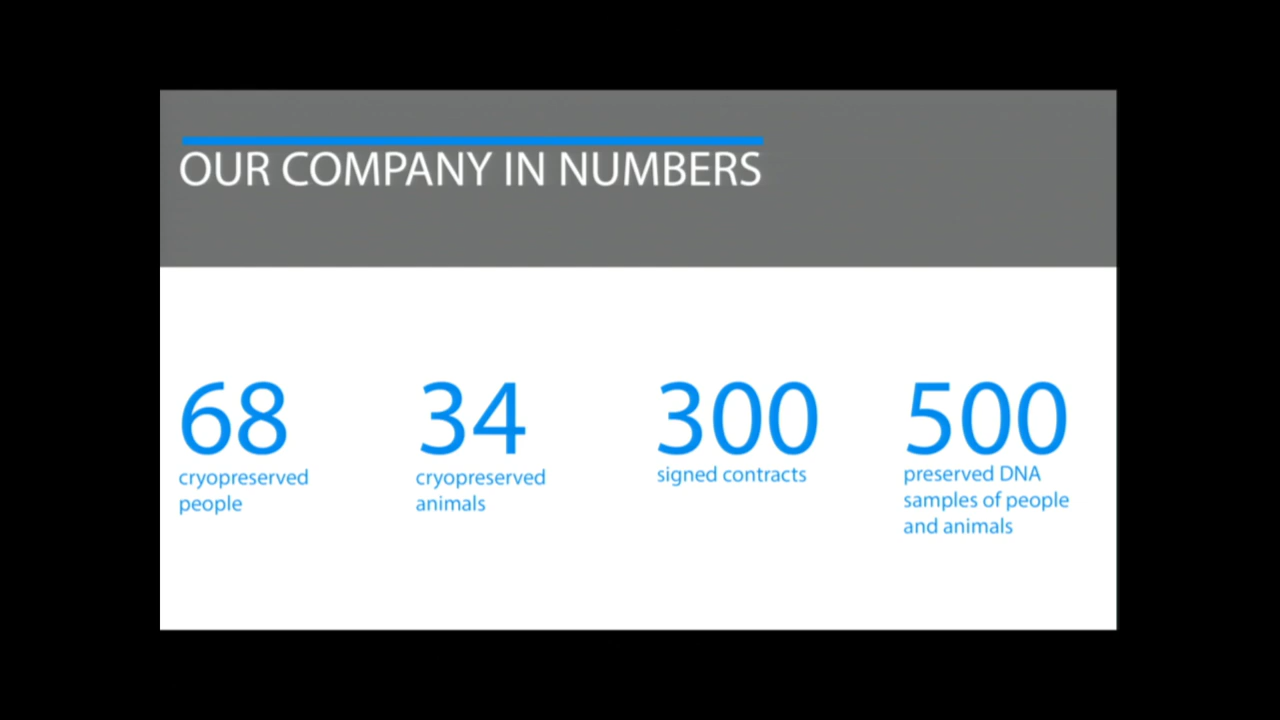 OUR COMPANY IN NUMBERS
68
cryopreserved
people
34
cryopreserved
animals
300
signed contracts
500
preserved DNA
samples of people
and animals